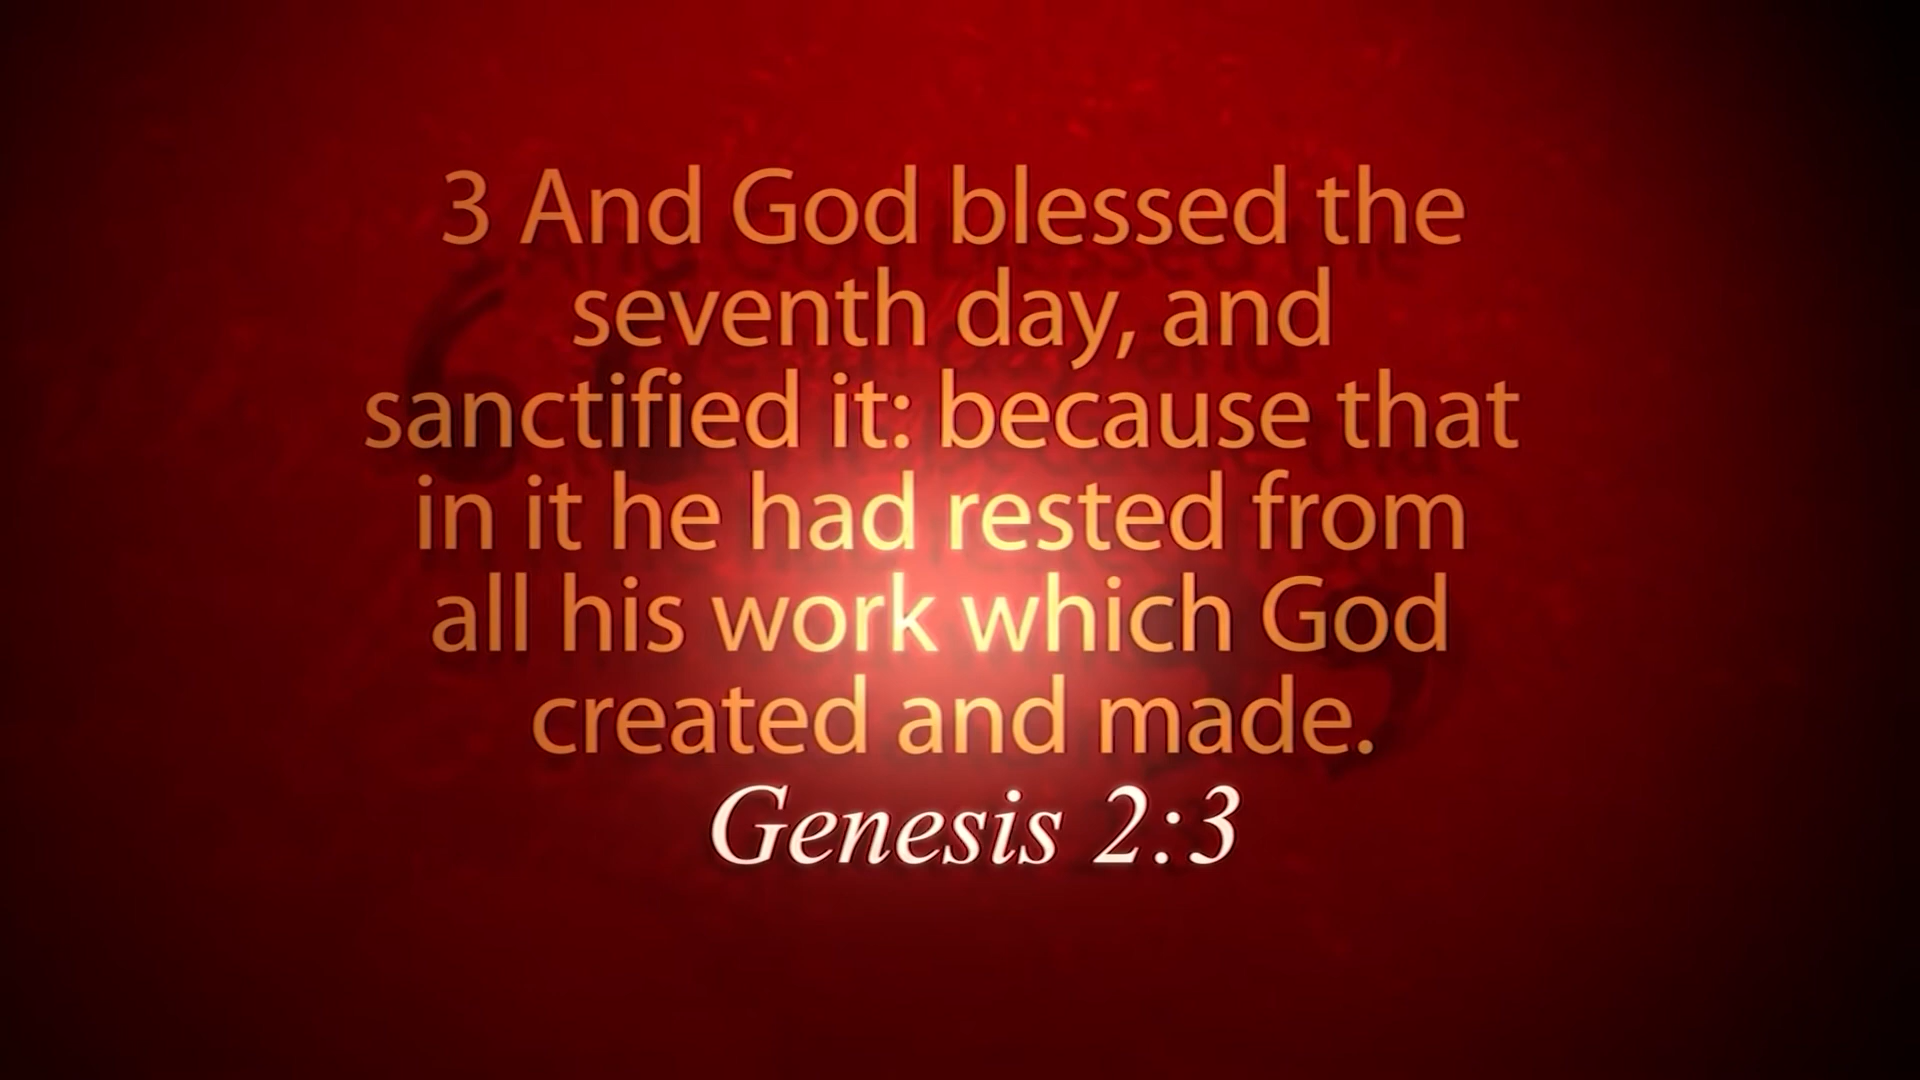 3 And God blessed the
seventh day, and
sanctified it: because that
in it he had rested from
all his work which God
created and made.
Genesis 2:3